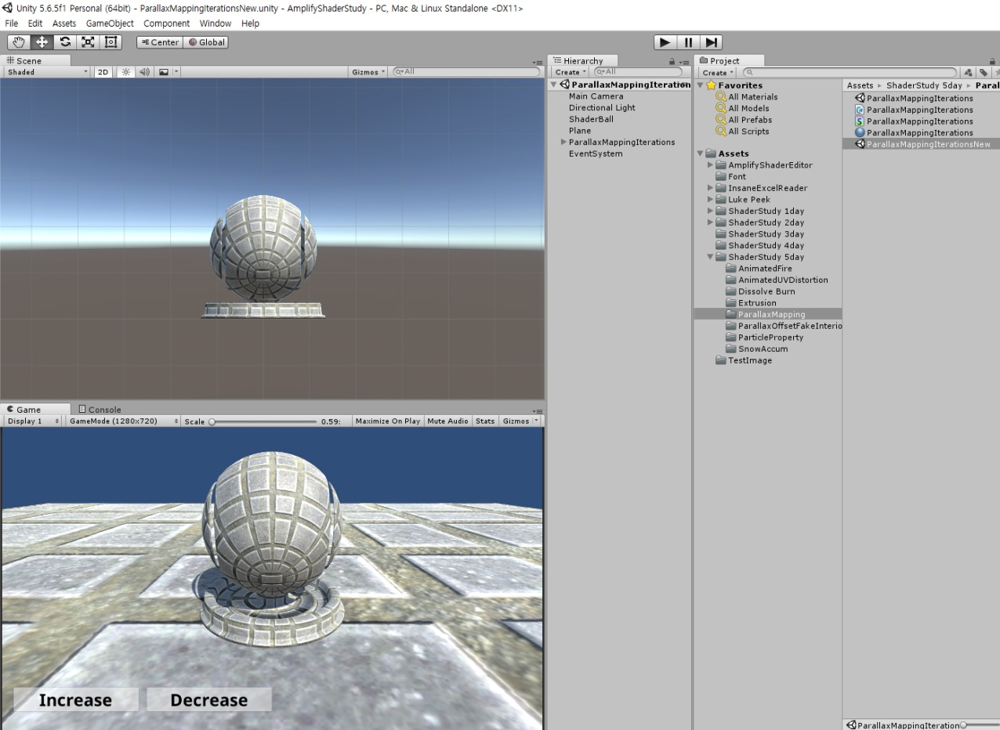 Unity 5.6.5f1 Personal (64bit) - ParallaxMappingIterationsNew.unity - AmplifyShaderStudy - PC, Mac & Linux Standalone <DX11>
File Edit Assets GameObject Component Window Help
Center Global
Scene
Shaded 2D Gizmos All
Hierarchy
Create All
ParallaxMappingIteration
Main Camera
Directional Light
ShaderBall
Plane
ParallaxMappingIterations
EventSystem
Project
Create
Favorites
All Materials
All Models
All Prefabs
All Scripts
Assets
AmplifyShaderEditor
Font
InsaneExcelReader
Luke Peek
ShaderStudy 1day
ShaderStudy 2day
ShaderStudy 3day
ShaderStudy 4day
ShaderStudy 5day
AnimatedFire
AnimatedUVDistortion
Dissolve Burn
Extrusion
ParallaxMapping
ParallaxOffsetFakeInterio
ParticleProperty
SnowAccum
TestImage
Assets ShaderStudy 5day Paral
ParallaxMappingIterations
ParallaxMappingIterations
ParallaxMappingIterations
ParallaxMappingIterations
ParallaxMappingIterationsNew
ParallaxMappingIteration
Game Console
Display 1 GameMode (1280x720) Scale 0.59: Maximize On Play Mute Audio Stats Gizmos
Increase Decrease